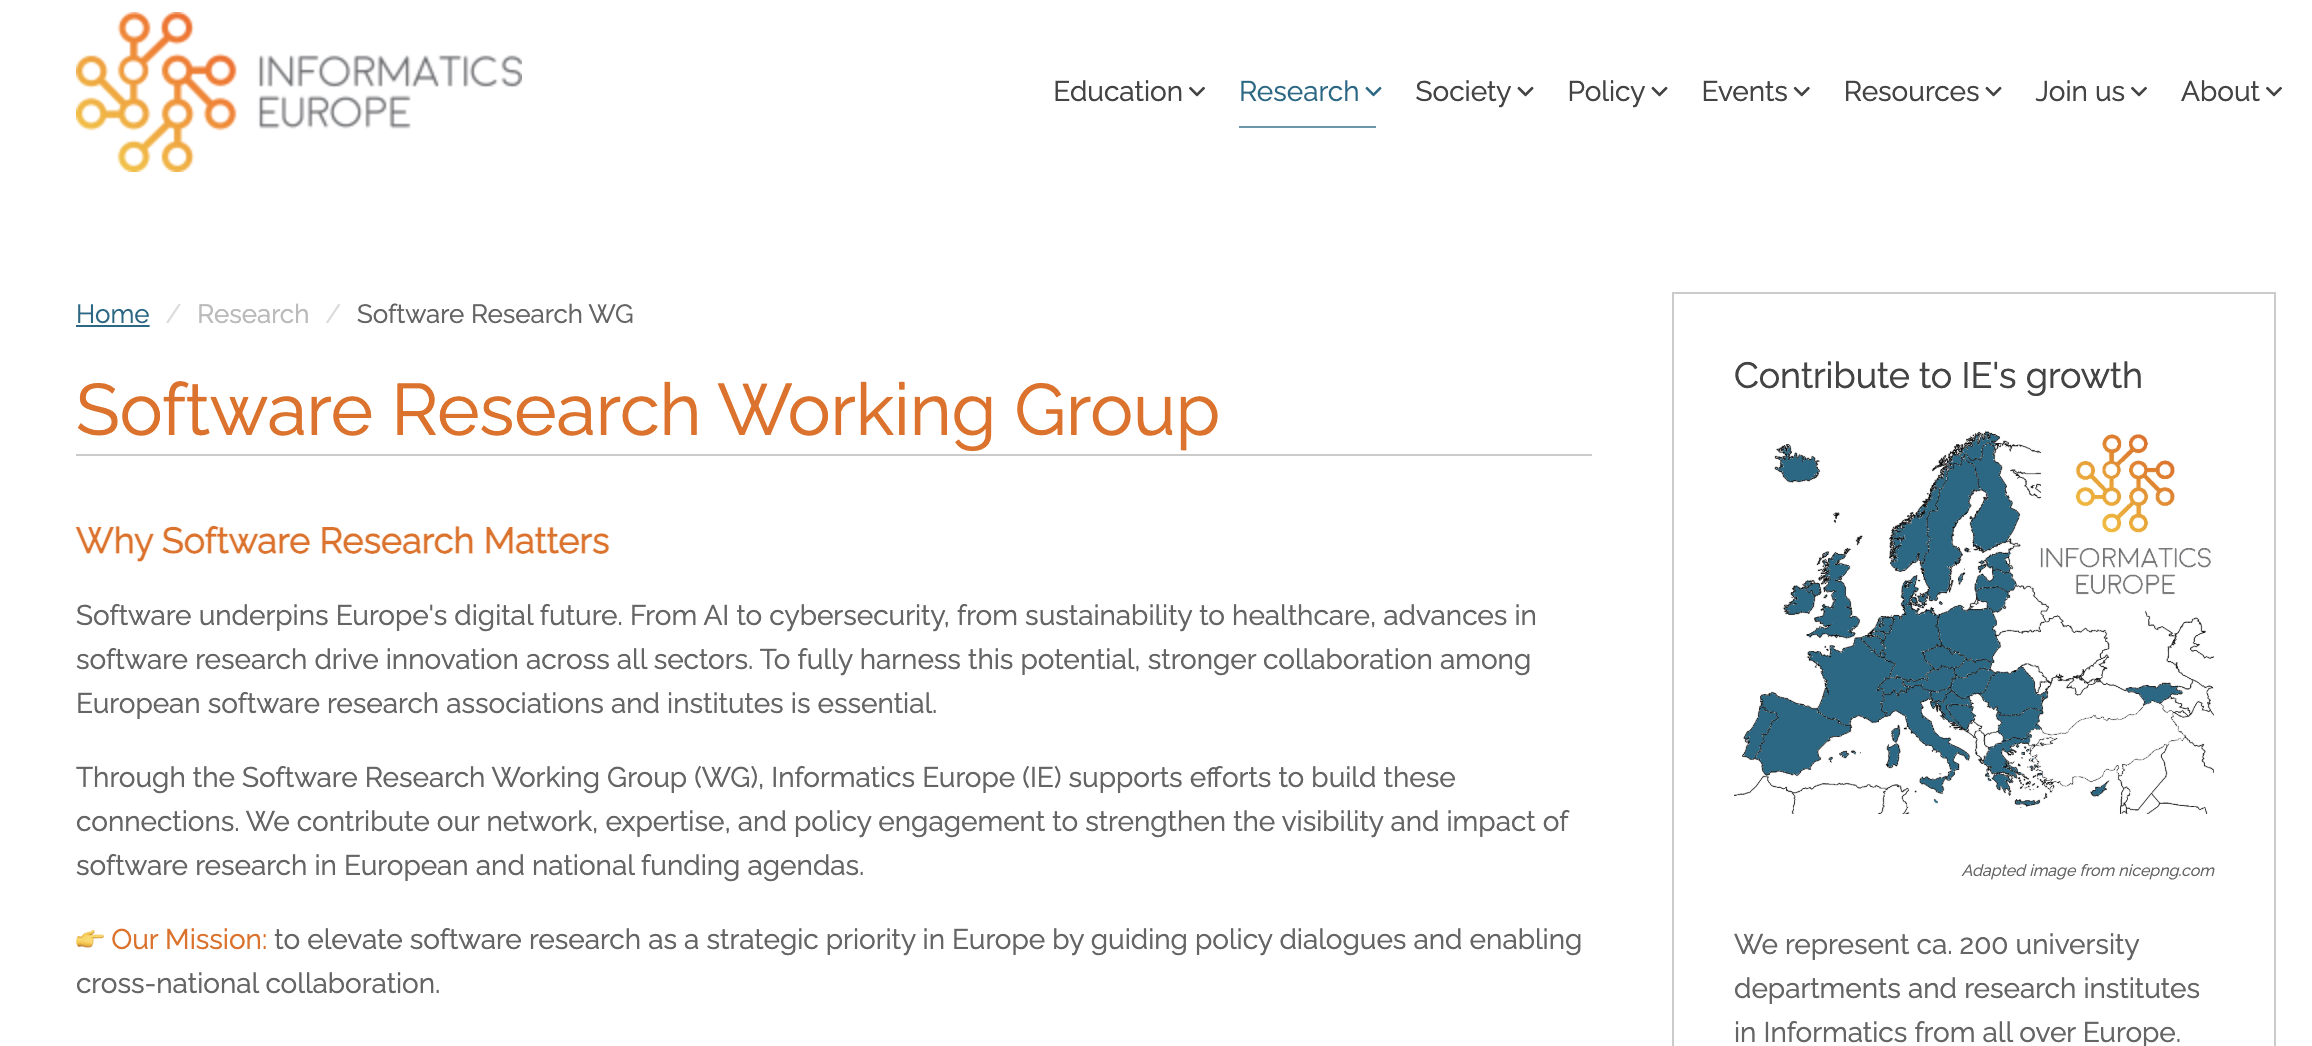 INFORMATICS
EUROPE
Education Research Society Policy Events Resources Join us About
Home / Research / Software Research WG
Software Research Working Group
Why Software Research Matters
Software underpins Europe's digital future. From AI to cybersecurity, from sustainability to healthcare, advances in
software research drive innovation across all sectors. To fully harness this potential, stronger collaboration among
European software research associations and institutes is essential.
Through the Software Research Working Group (WG), Informatics Europe (IE) supports efforts to build these
connections. We contribute our network, expertise, and policy engagement to strengthen the visibility and impact of
software research in European and national funding agendas.
👉 Our Mission: to elevate software research as a strategic priority in Europe by guiding policy dialogues and enabling
cross-national collaboration.
Contribute to IE's growth
INFORMATICS
EUROPE
Adapted image from nicepng.com
We represent ca. 200 university
departments and research institutes
in Informatics from all over Europe.